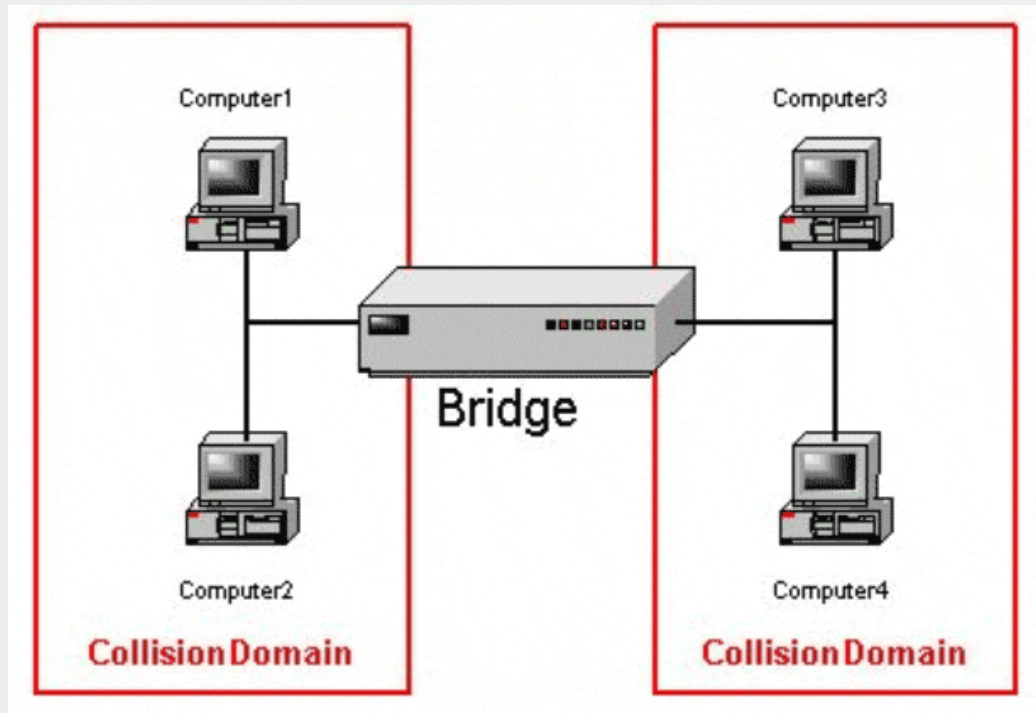 Computer1
Computer3
Bridge
Computer2
Computer4
Collision Domain
Collision Domain